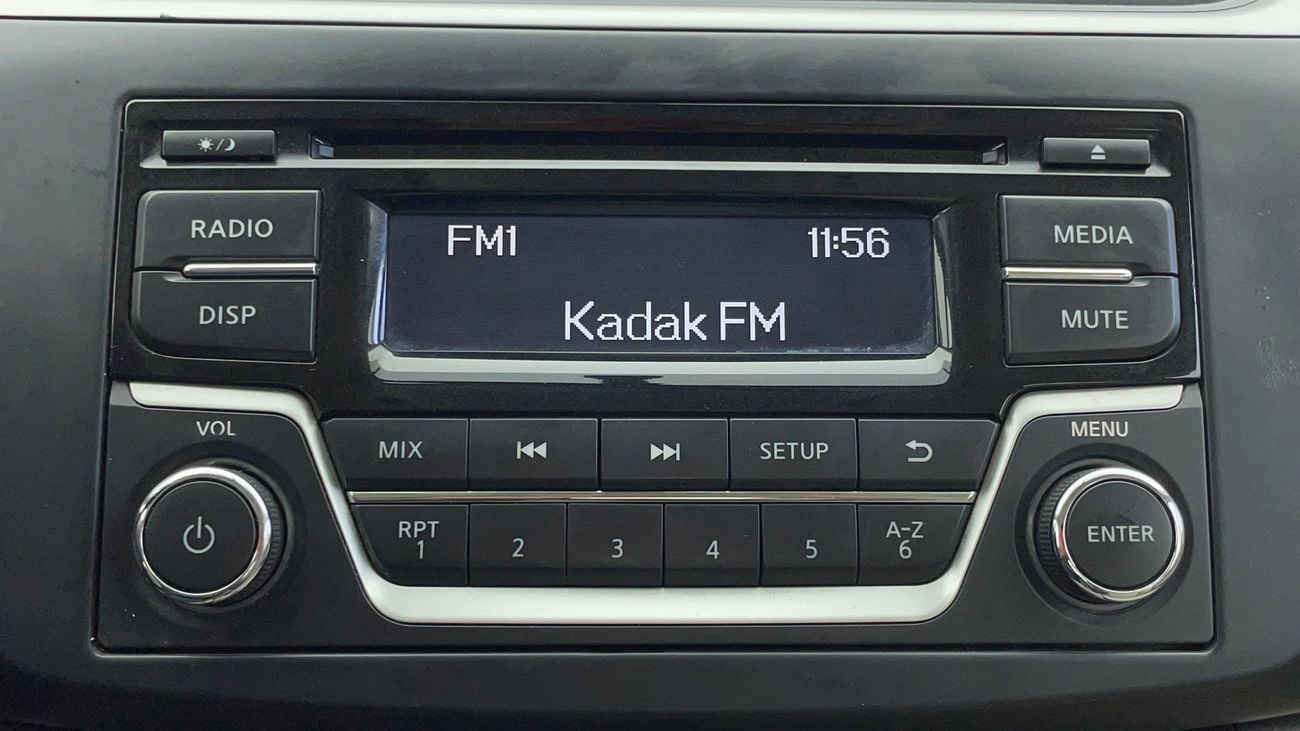 RADIO
MEDIA
FM1 11:56
DISP
Kadak FM
MUTE
VOL
MENU
MIX
SETUP
RPT
1
2
3
4
5
A-Z
6
ENTER